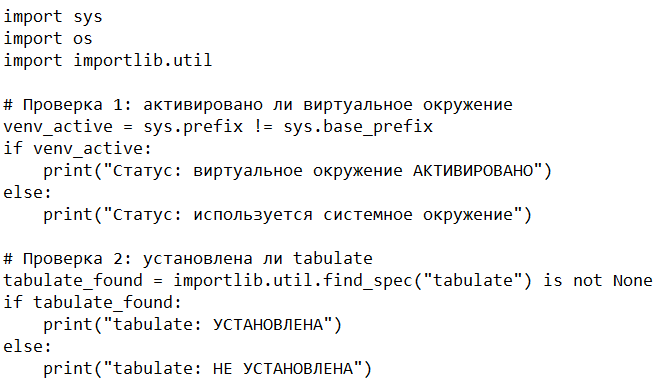 import sys
import os
import importlib.util

# Проверка 1: активировано ли виртуальное окружение
venv_active = sys.prefix != sys.base_prefix
if venv_active:
    print("Статус: виртуальное окружение АКТИВИРОВАНО")
else:
    print("Статус: используется системное окружение")

# Проверка 2: установлена ли tabulate
tabulate_found = importlib.util.find_spec("tabulate") is not None
if tabulate_found:
    print("tabulate: УСТАНОВЛЕНА")
else:
    print("tabulate: НЕ УСТАНОВЛЕНА")